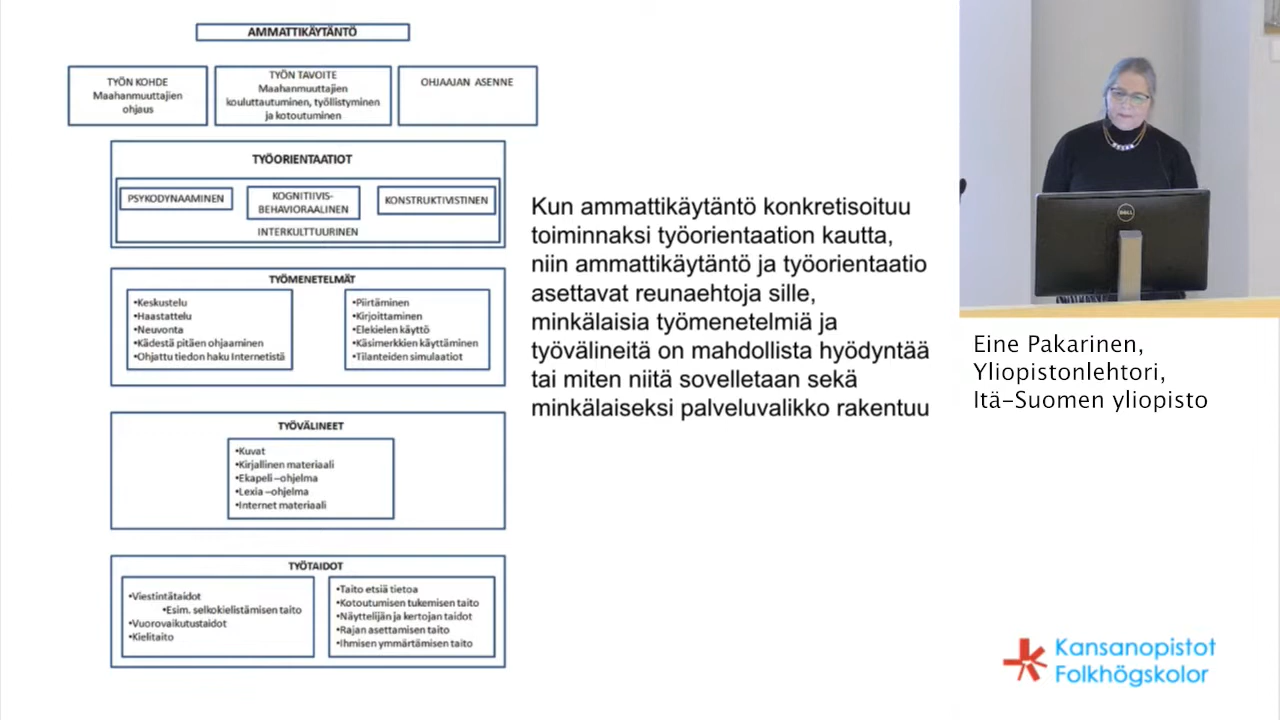 AMMATTIKÄYTÄNTÖ
TYÖN KOHDE
Maahanmuuttajien
ohjaus
TYÖN TAVOITE
Maahanmuuttajien
kouluttautuminen, työllistyminen
ja kotoutuminen
OHJAAJAN ASENNE
TYÖORIENTAATIOT
PSYKODYNAAMINEN
KOGNITIIVIS-
BEHAVIORAALINEN
KONSTRUKTIVISTINEN
INTERKULTTUURINEN
TYÖMENETELMÄT
•Keskustelu
•Haastattelu
•Neuvonta
•Kädestä pitäen ohjaaminen
•Ohjattu tiedon haku Internetistä
•Piirtäminen
•Kirjoittaminen
•Elekielen käyttö
•Käsimerkkien käyttäminen
•Tilanteiden simulaatiot
TYÖVÄLINEET
•Kuvat
•Kirjallinen materiaali
•Ekapeli –ohjelma
•Lexia –ohjelma
•Internet materiaali
TYÖTAIDOT
•Viestintätaidot
•Esim. selkokielistämisen taito
•Vuorovaikutustaidot
•Kielitaito
•Taito etsiä tietoa
•Kotoutumisen tukemisen taito
•Näyttelijän ja kertojan taidot
•Rajan asettamisen taito
•Ihmisen ymmärtämisen taito
Kun ammattikäytäntö konkretisoituu
toiminnaksi työorientaation kautta,
niin ammattikäytäntö ja työorientaatio
asettavat reunaehtoja sille,
minkälaisia työmenetelmiä ja
työvälineitä on mahdollista hyödyntää
tai miten niitä sovelletaan sekä
minkälaiseksi palveluvalikko rakentuu
DELL
Eine Pakarinen,
Yliopistonlehtori,
Itä-Suomen yliopisto
Kansanopistot
Folkhögskolor